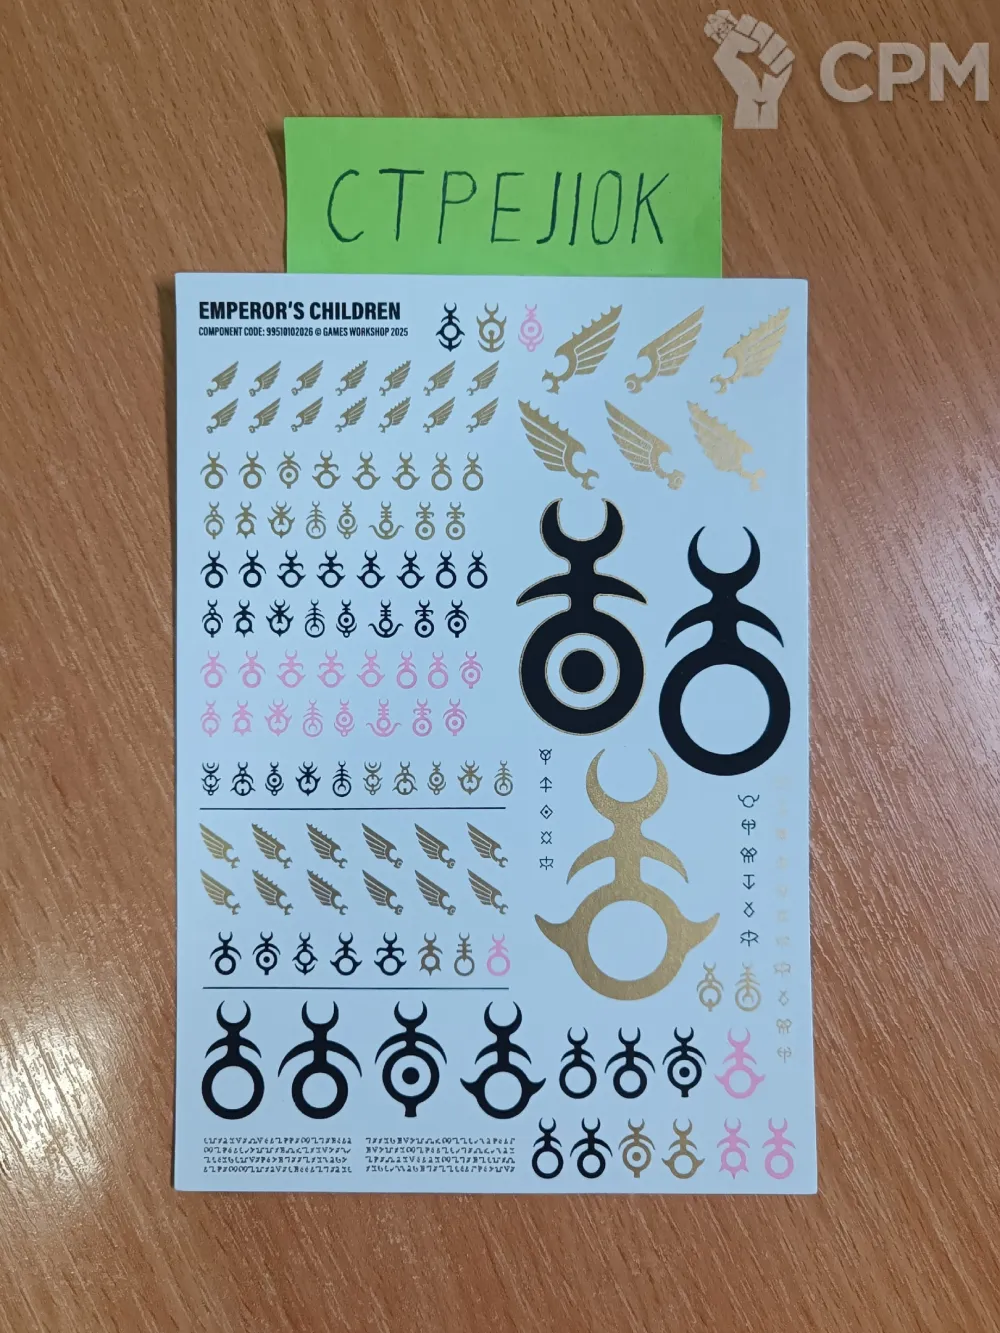 CPM
СТРЕЛОК
EMPEROR'S CHILDREN
COMPONENT CODE: 99510102026 © GAMES WORKSHOP 2025